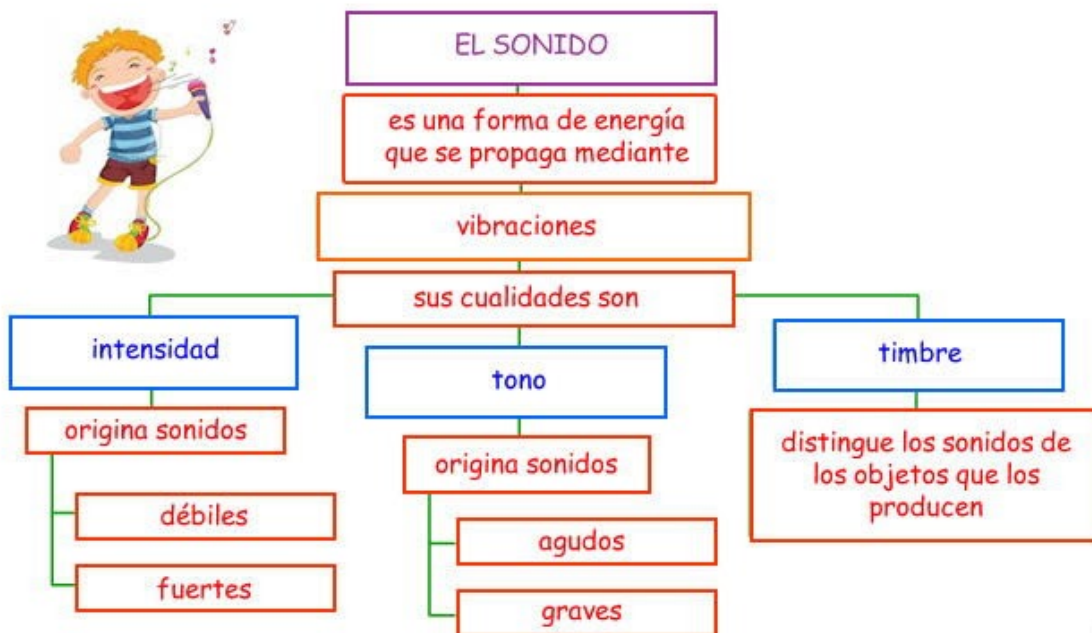 EL SONIDO
es una forma de energía
que se propaga mediante
vibraciones
sus cualidades son
intensidad
origina sonidos
débiles
fuertes
tono
origina sonidos
agudos
graves
timbre
distingue los sonidos de
los objetos que los
producen